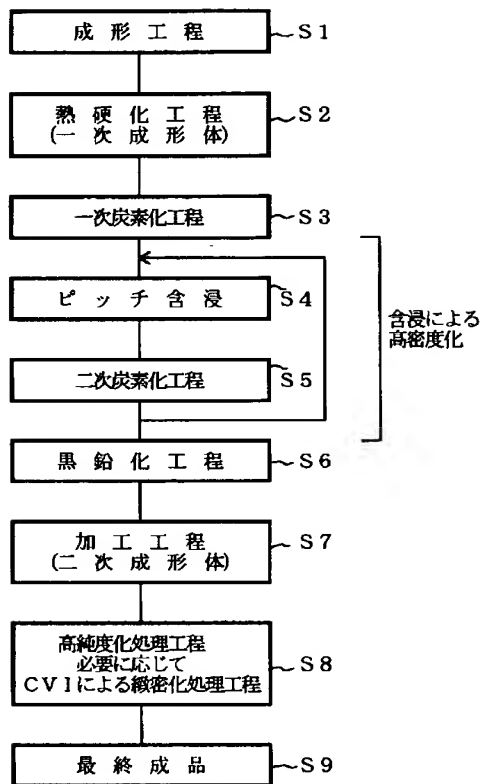 成形工程
S1
熱硬化工程
(一次成形体)
S2
一次炭素化工程
S3
ピッチ含浸
S4
二次炭素化工程
S5
含浸による
高密度化
黒鉛化工程
S6
加工工程
(二次成形体)
S7
高純度化処理工程
必要に応じて
CVIによる緻密化処理工程
S8
最終成品
S9